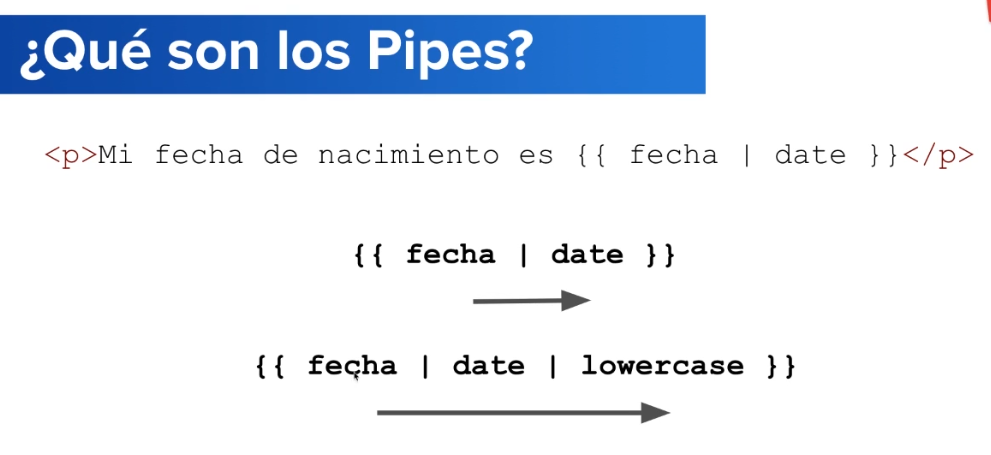 ¿Qué son los Pipes?
<p>Mi fecha de nacimiento es {{ fecha | date }}</p>
{{ fecha | date }}
{{ fecha | date | lowercase }}